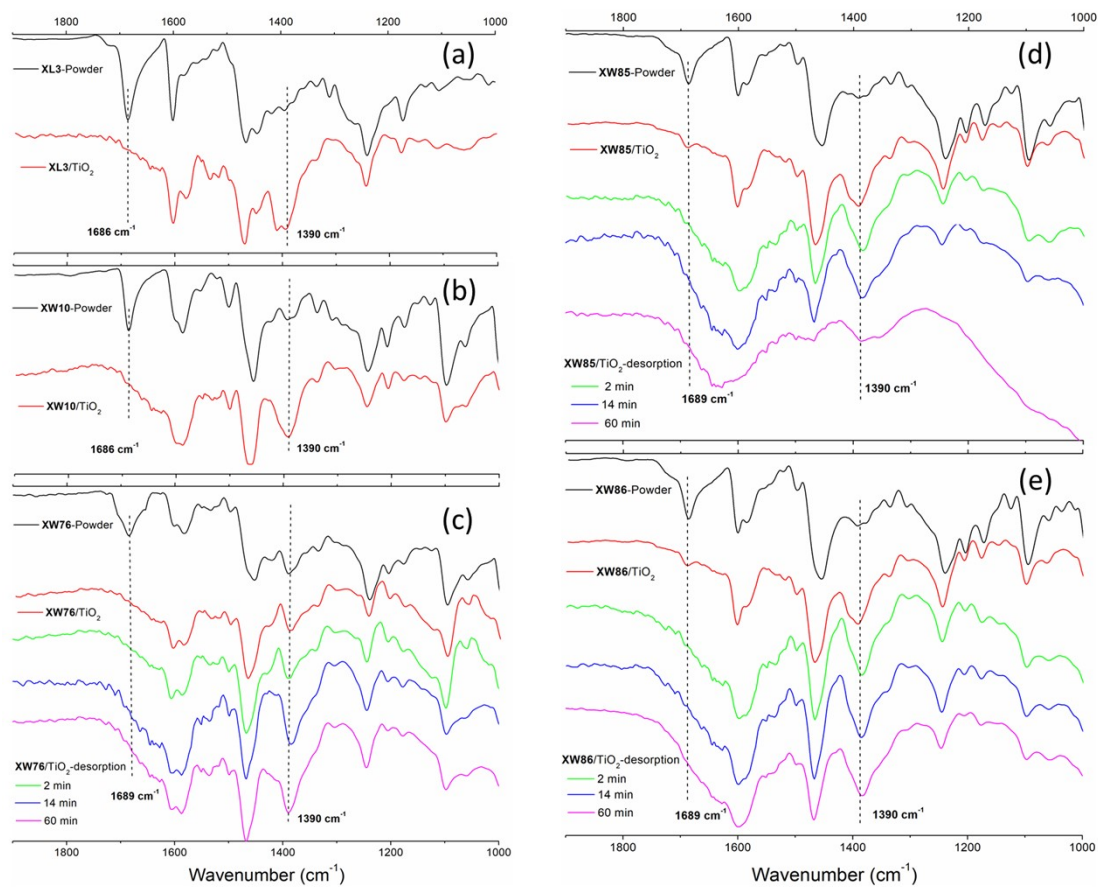 1800 1600 1400 1200 1000
(a)
XL3-Powder
XL3/TiO₂
1686 cm⁻¹
1390 cm⁻¹
(b)
XW10-Powder
XW10/TiO₂
1686 cm⁻¹
1390 cm⁻¹
(c)
XW76-Powder
XW76/TiO₂
XW76/TiO₂-desorption
2 min
14 min
60 min
1689 cm⁻¹
1390 cm⁻¹
1800 1600 1400 1200 1000
Wavenumber (cm⁻¹)
1800 1600 1400 1200 1000
(d)
XW85-Powder
XW85/TiO₂
XW85/TiO₂-desorption
2 min
14 min
60 min
1689 cm⁻¹
1390 cm⁻¹
(e)
XW86-Powder
XW86/TiO₂
XW86/TiO₂-desorption
2 min
14 min
60 min
1689 cm⁻¹
1390 cm⁻¹
1800 1600 1400 1200 1000
Wavenumber (cm⁻¹)